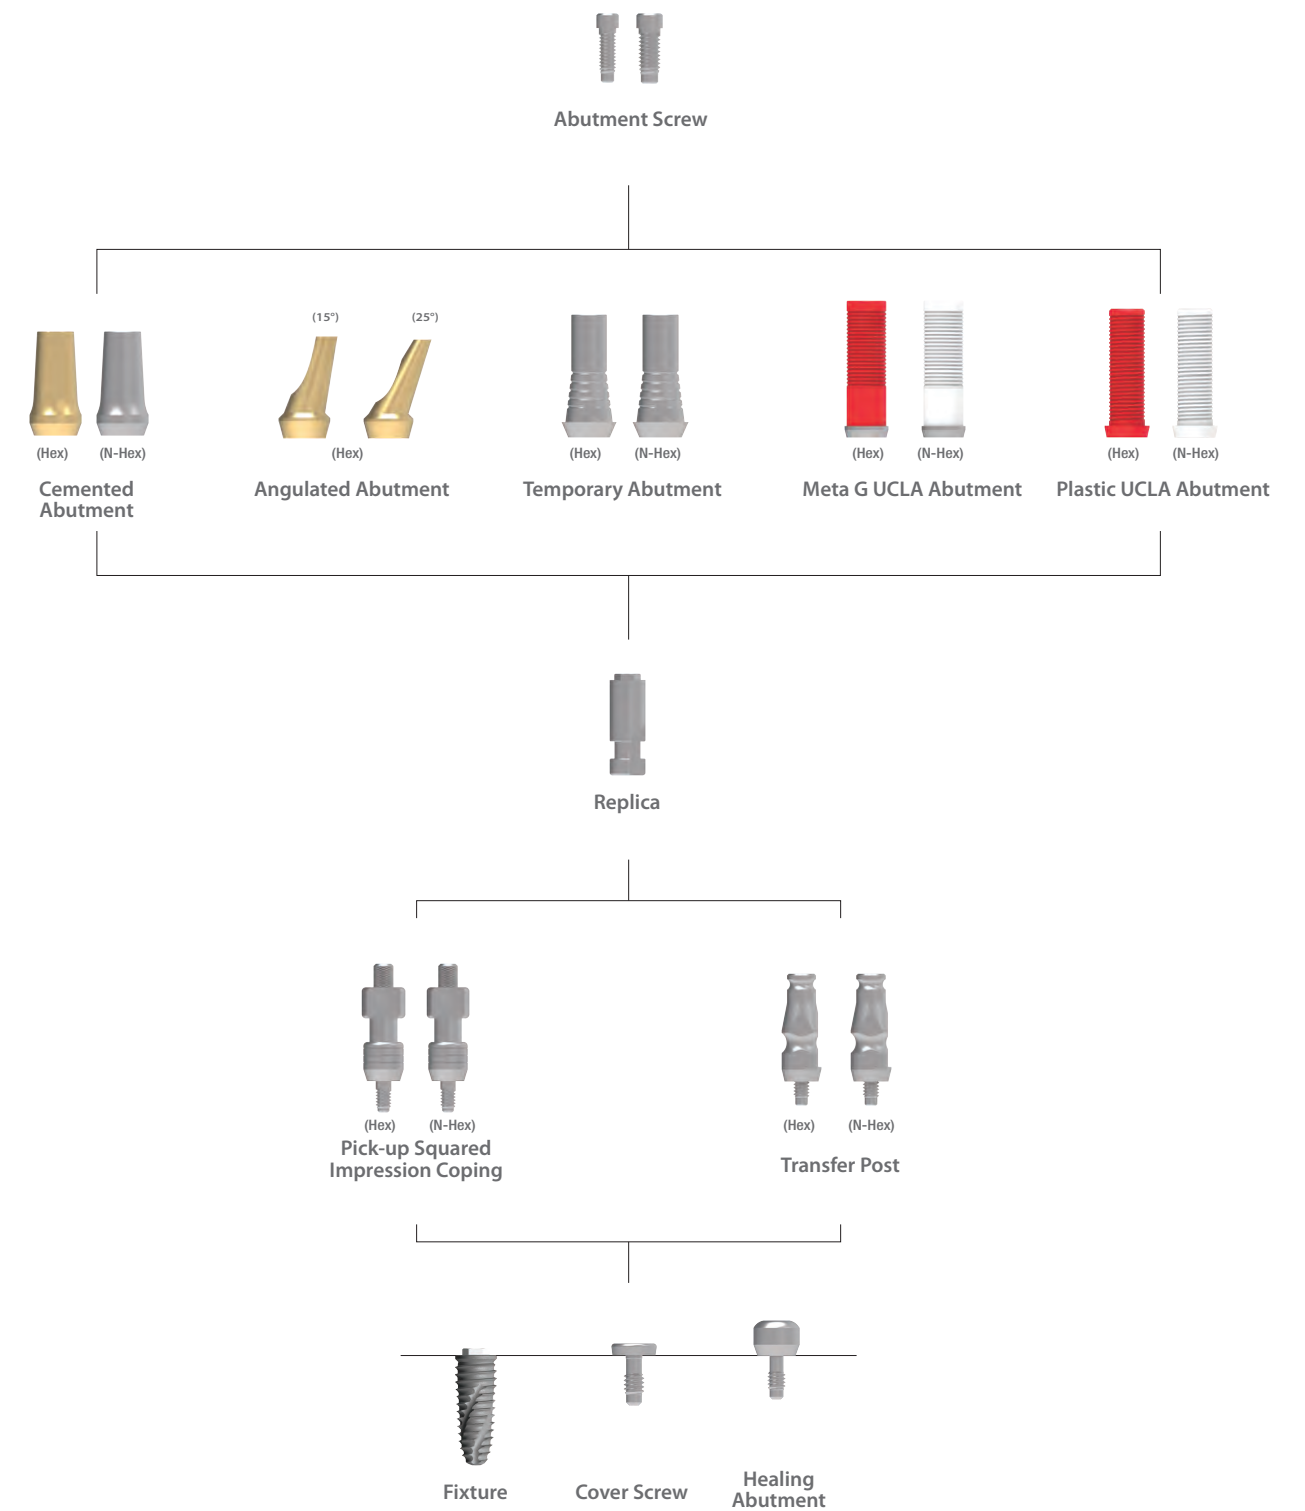 Abutment Screw
(15°) (25°)
(Hex) (N-Hex) (Hex) (Hex) (N-Hex) (Hex) (N-Hex) (Hex) (N-Hex)
Cemented
Abutment
Angulated Abutment
Temporary Abutment
Meta G UCLA Abutment
Plastic UCLA Abutment
Replica
(Hex) (N-Hex)
Pick-up Squared
Impression Coping
(Hex) (N-Hex)
Transfer Post
Fixture
Cover Screw
Healing
Abutment